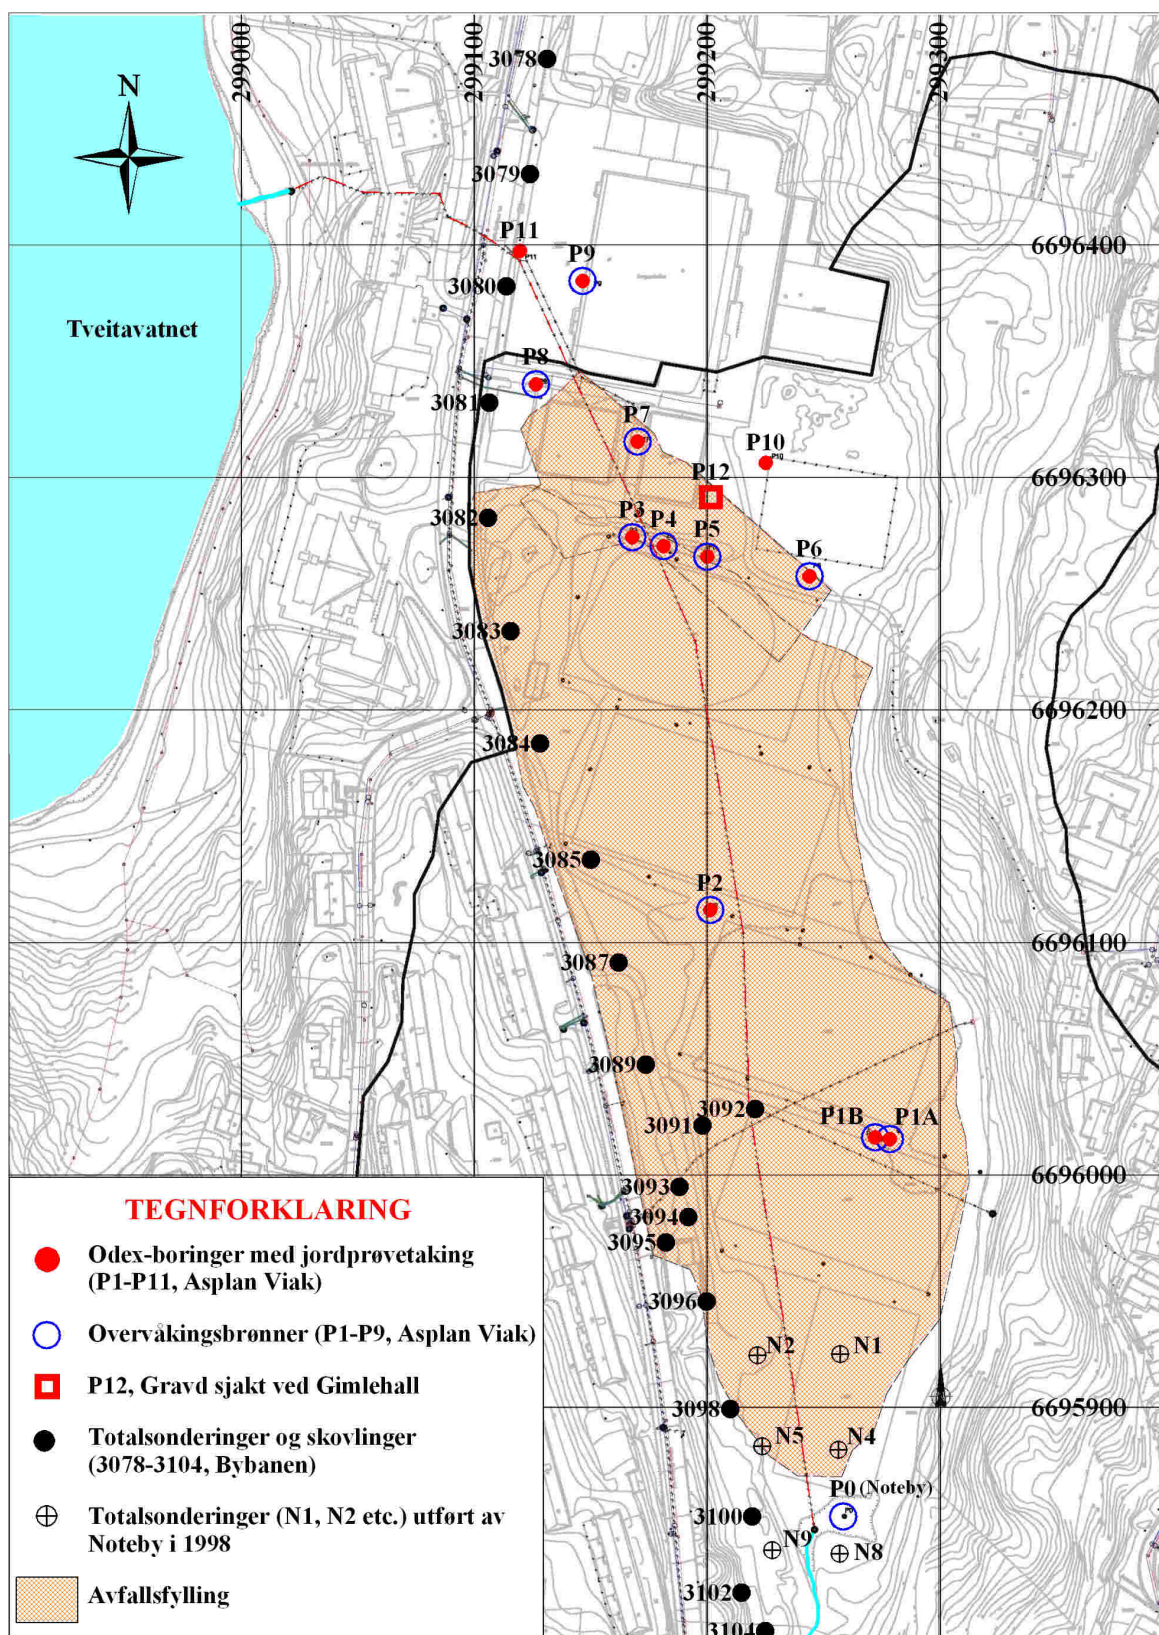 299000
299100
299200
299300
3078
N
3079
P11
P11
6696400
P9
3080
Tveitavatnet
P8
3081
P7
P10
P10
P12
6696300
3082
P3
P4
P5
P6
3083
6696200
3084
3085
P2
6696100
3087
3089
3092
P1B
P1A
3091
6696000
3093
3094
3095
3096
N2
N1
3098
6695900
N5
N4
P0 (Noteby)
3100
N9
N8
3102
3104
TEGNFORKLARING
Odex-boringer med jordprøvetaking
(P1-P11, Asplan Viak)
Overvåkingsbrønner (P1-P9, Asplan Viak)
P12, Gravd sjakt ved Gimlehall
Totalsonderinger og skovlinger
(3078-3104, Bybanen)
Totalsonderinger (N1, N2 etc.) utført av
Noteby i 1998
Avfallsfylling